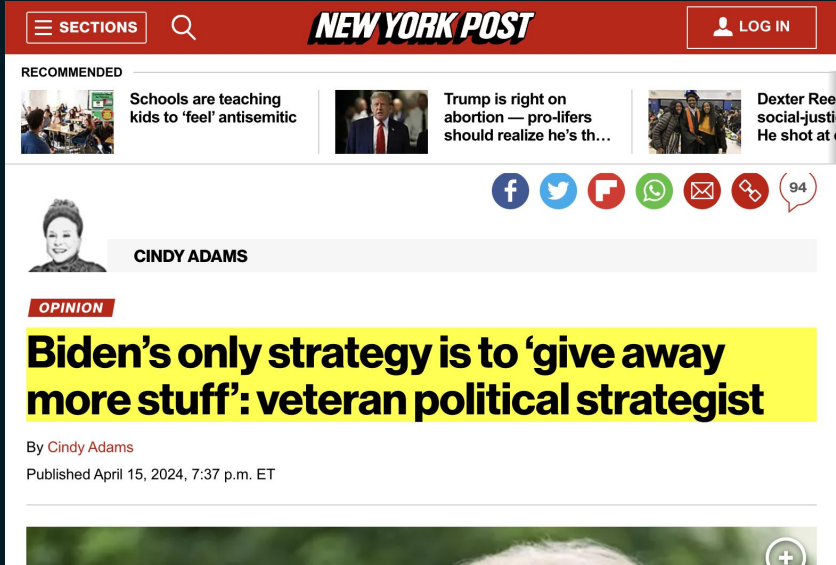 SECTIONS
NEW YORK POST
LOG IN
RECOMMENDED
Schools are teaching
kids to ‘feel’ antisemitic
Trump is right on
abortion — pro-lifers
should realize he’s th…
Dexter Ree
social-justi
He shot at
94
CINDY ADAMS
OPINION
Biden’s only strategy is to ‘give away
more stuff’: veteran political strategist
By Cindy Adams
Published April 15, 2024, 7:37 p.m. ET